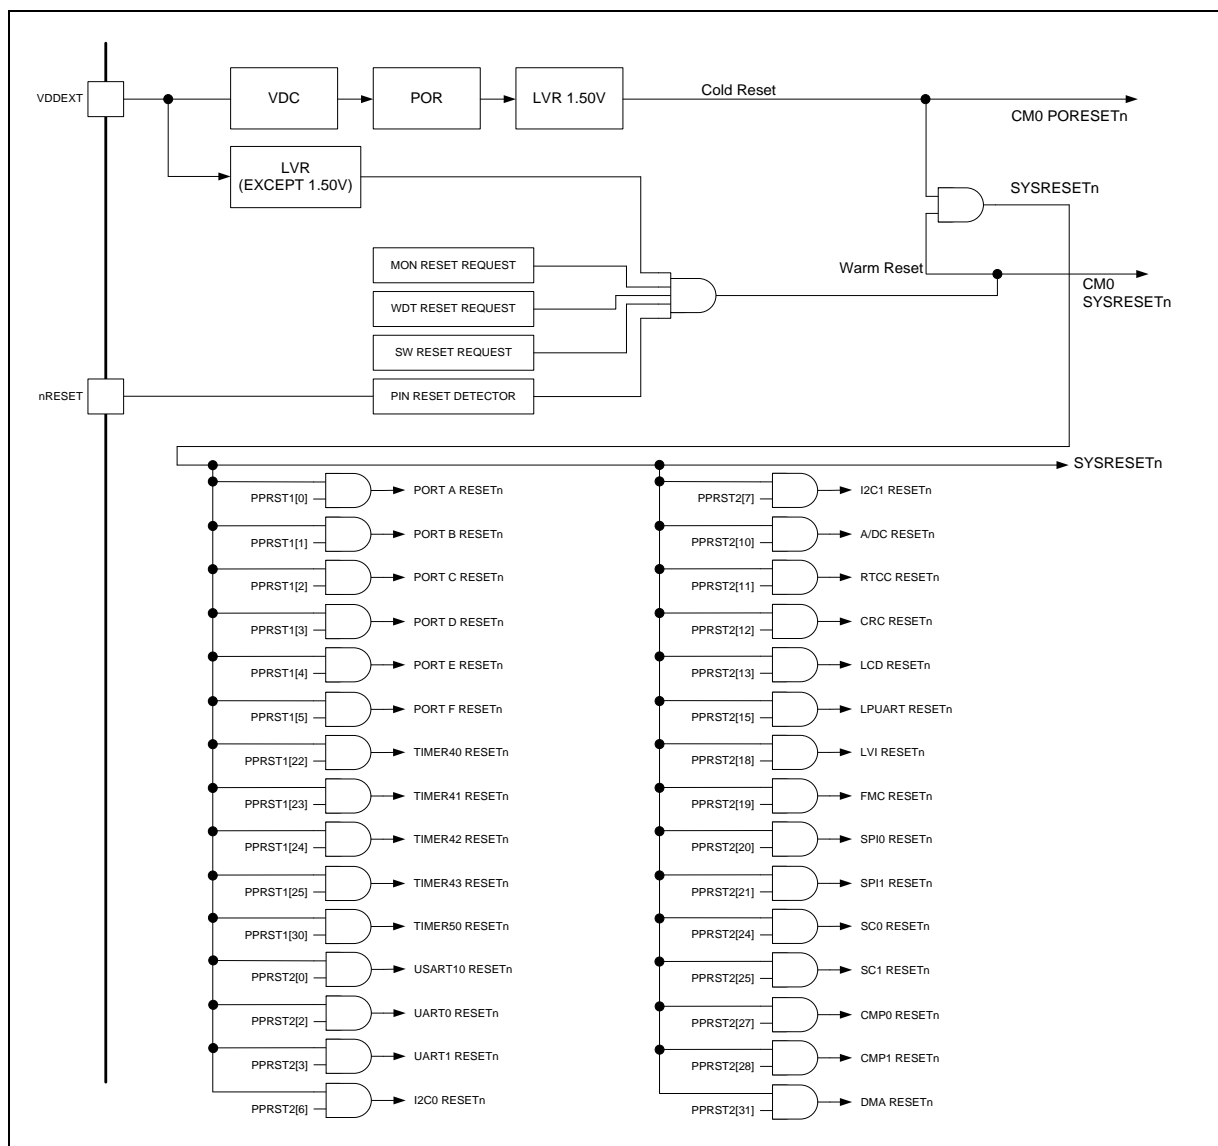 VDDEXT
VDC
POR
LVR 1.50V
Cold Reset
CM0 PORESETn
LVR
(EXCEPT 1.50V)
SYSRESETn
MON RESET REQUEST
Warm Reset
CM0
SYSRESETn
WDT RESET REQUEST
SW RESET REQUEST
nRESET
PIN RESET DETECTOR
SYSRESETn
PPRST1[0]
PORT A RESETn
PPRST1[1]
PORT B RESETn
PPRST1[2]
PORT C RESETn
PPRST1[3]
PORT D RESETn
PPRST1[4]
PORT E RESETn
PPRST1[5]
PORT F RESETn
PPRST1[22]
TIMER40 RESETn
PPRST1[23]
TIMER41 RESETn
PPRST1[24]
TIMER42 RESETn
PPRST1[25]
TIMER43 RESETn
PPRST1[30]
TIMER50 RESETn
PPRST2[0]
USART10 RESETn
PPRST2[2]
UART0 RESETn
PPRST2[3]
UART1 RESETn
PPRST2[6]
I2C0 RESETn
PPRST2[7]
I2C1 RESETn
PPRST2[10]
A/DC RESETn
PPRST2[11]
RTCC RESETn
PPRST2[12]
CRC RESETn
PPRST2[13]
LCD RESETn
PPRST2[15]
LPUART RESETn
PPRST2[18]
LVI RESETn
PPRST2[19]
FMC RESETn
PPRST2[20]
SPI0 RESETn
PPRST2[21]
SPI1 RESETn
PPRST2[24]
SC0 RESETn
PPRST2[25]
SC1 RESETn
PPRST2[27]
CMP0 RESETn
PPRST2[28]
CMP1 RESETn
PPRST2[31]
DMA RESETn